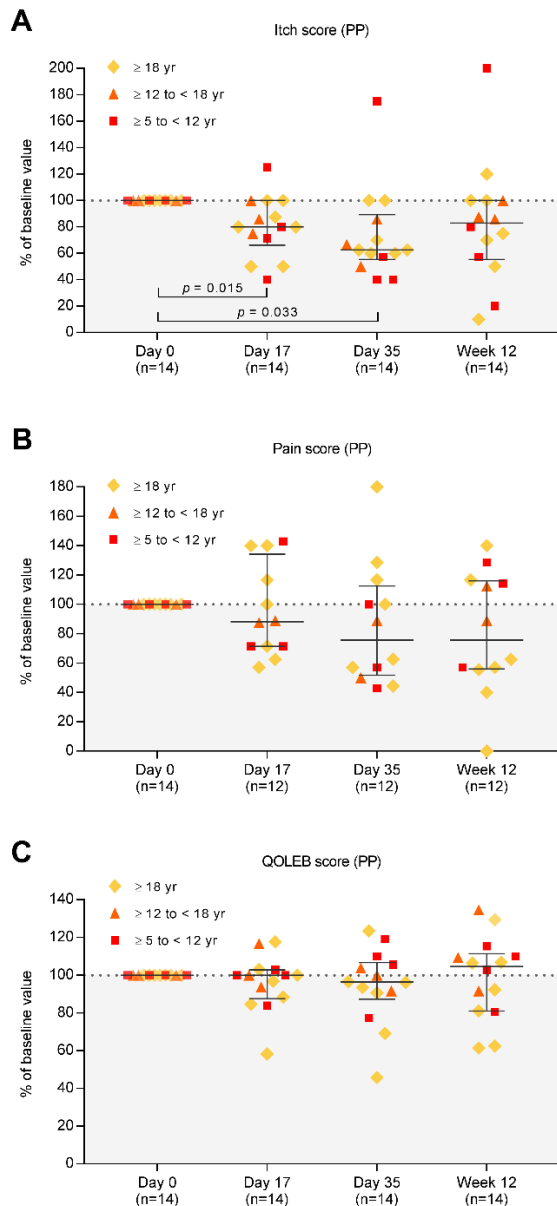 A
Itch score (PP)
≥ 18 yr
≥ 12 to < 18 yr
≥ 5 to < 12 yr
% of baseline value
200
180
160
140
120
100
80
60
40
20
0
p = 0.015
p = 0.033
Day 0 Day 17 Day 35 Week 12
(n=14) (n=14) (n=14) (n=14)
B
Pain score (PP)
≥ 18 yr
≥ 12 to < 18 yr
≥ 5 to < 12 yr
% of baseline value
180
160
140
120
100
80
60
40
20
0
Day 0 Day 17 Day 35 Week 12
(n=14) (n=12) (n=12) (n=12)
C
QOLEB score (PP)
≥ 18 yr
≥ 12 to < 18 yr
≥ 5 to < 12 yr
% of baseline value
140
120
100
80
60
40
20
0
Day 0 Day 17 Day 35 Week 12
(n=14) (n=14) (n=14) (n=14)